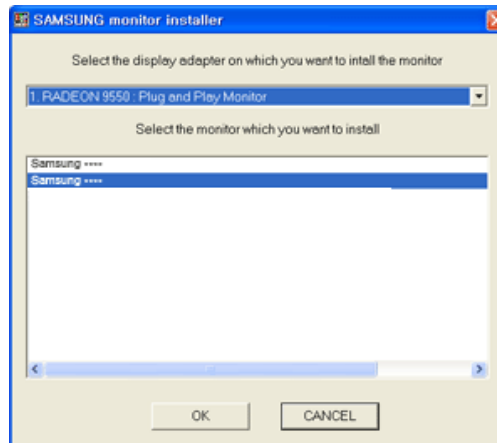 SAMSUNG monitor installer
Select the display adapter on which you want to intall the monitor
1. RADEON 9550 : Plug and Play Monitor
Select the monitor which you want to install
Samsung ----
Samsung ----
OK
CANCEL